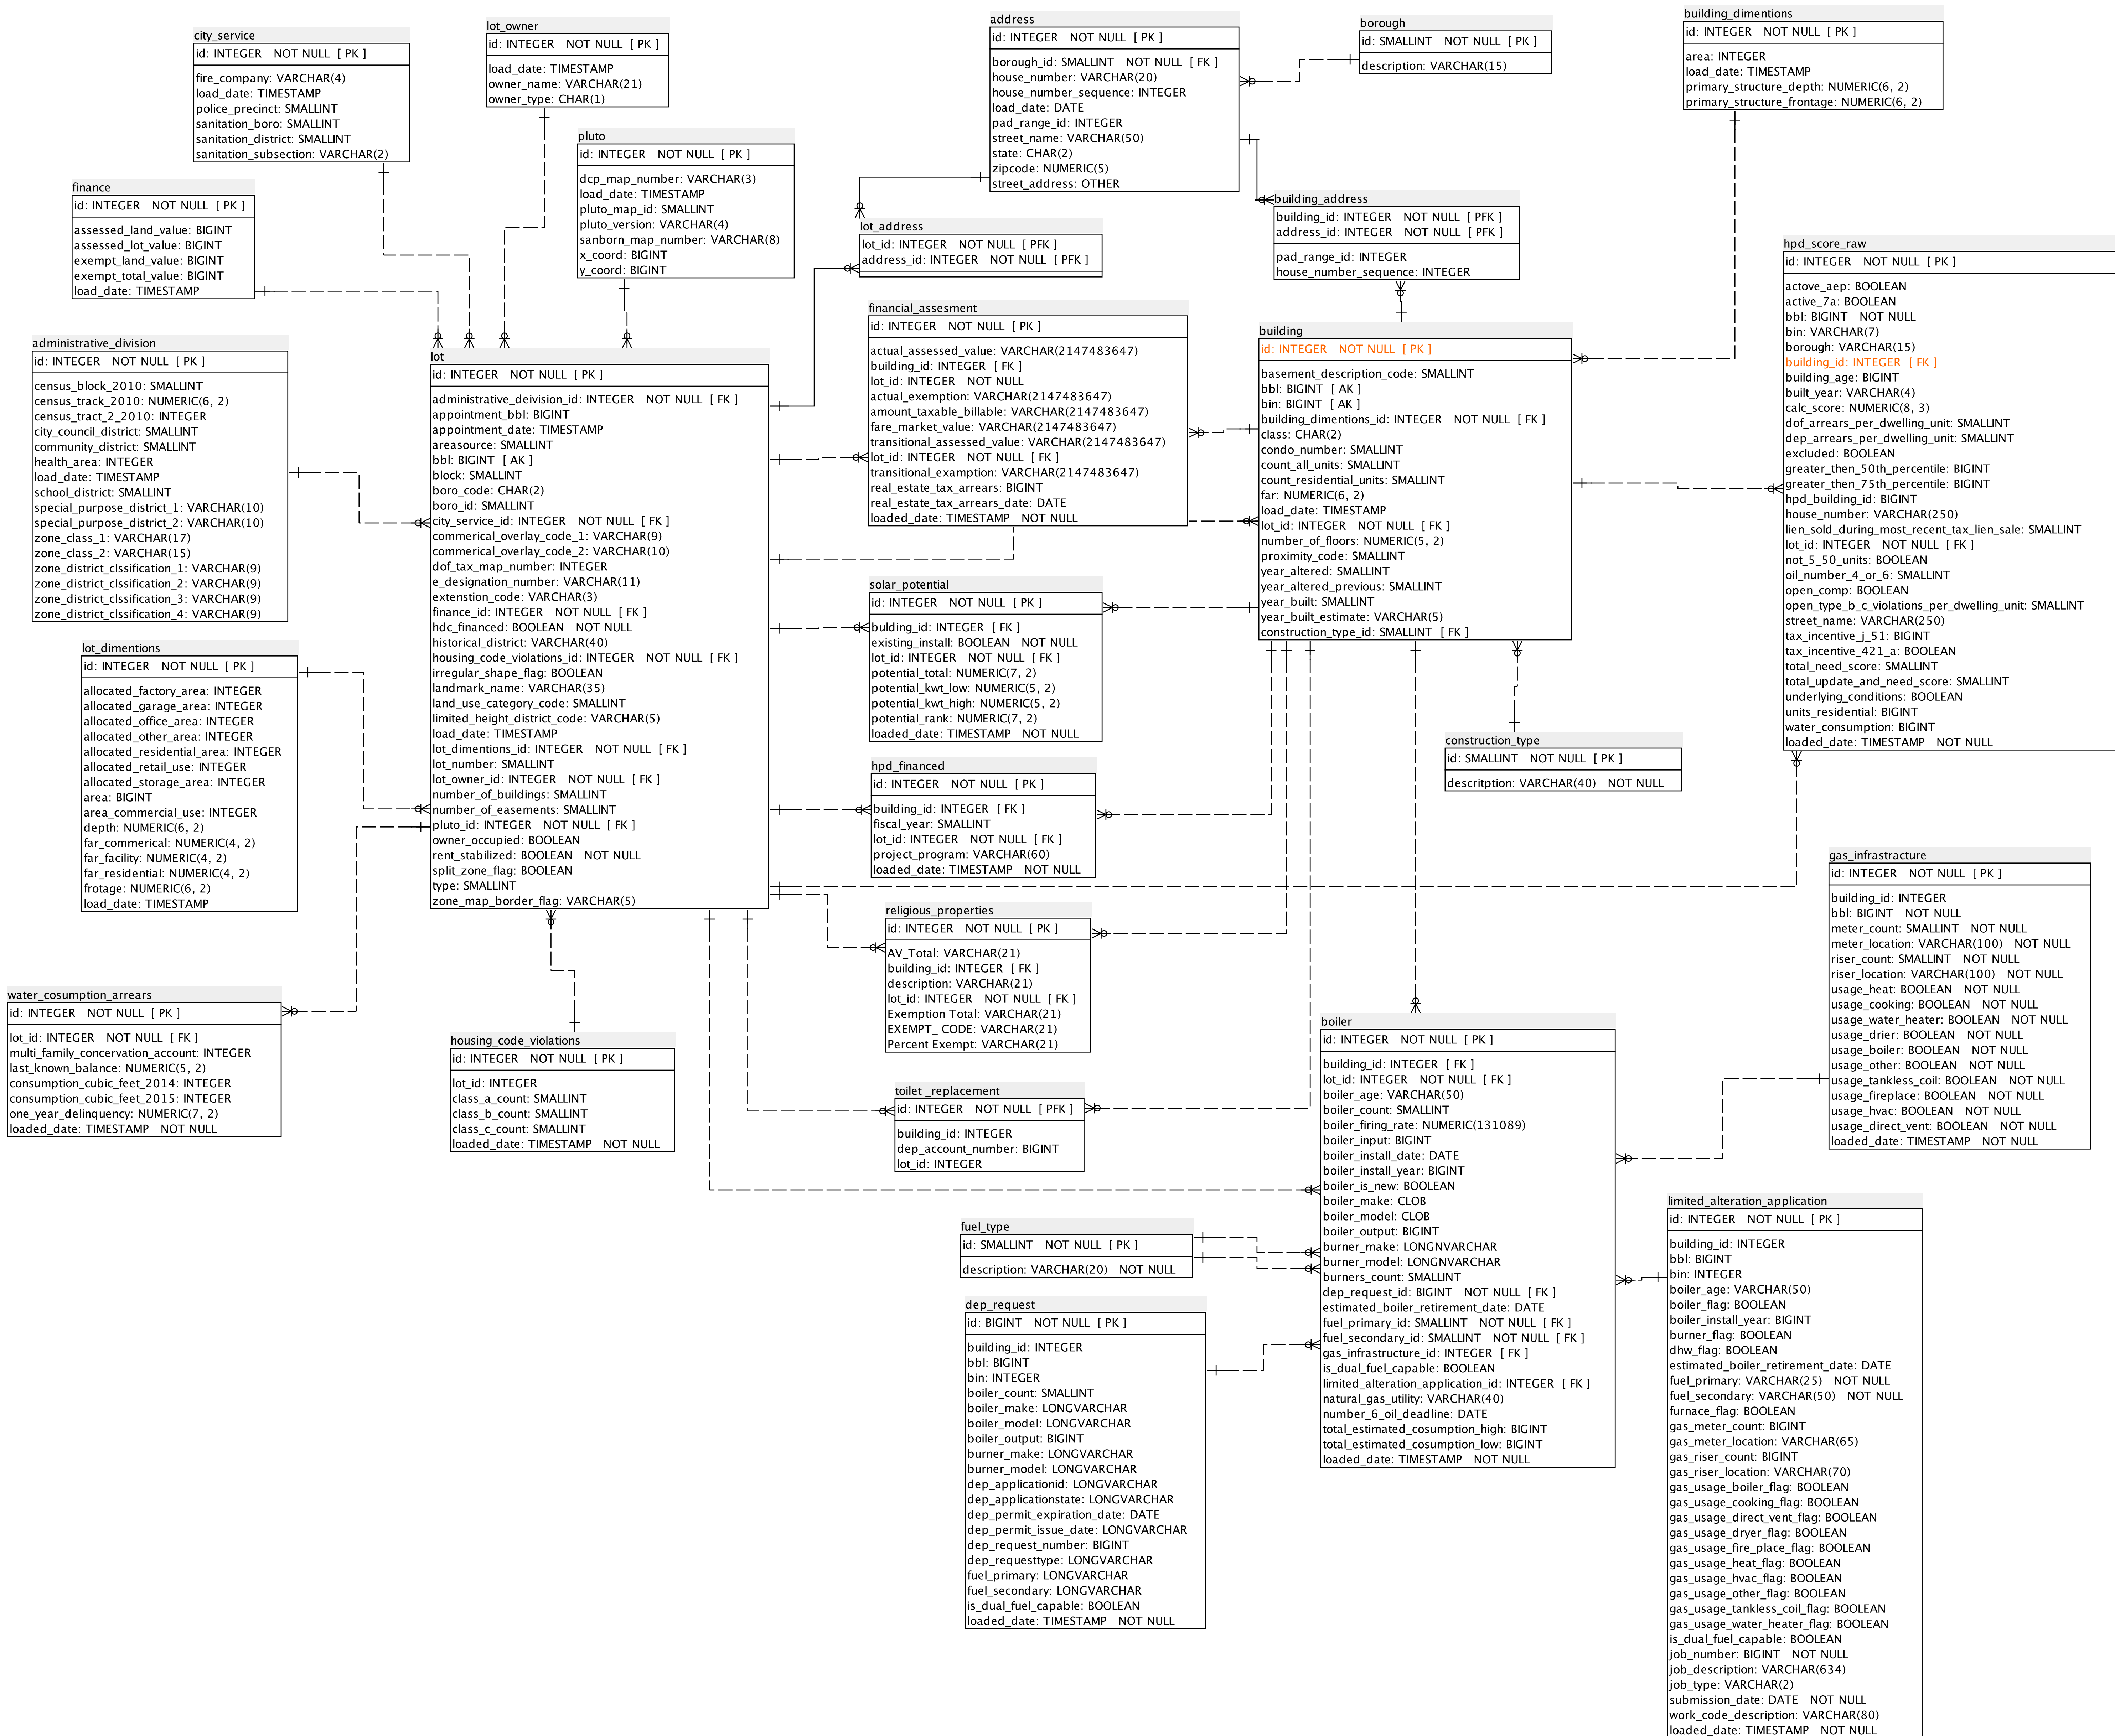 city_service
id: INTEGER   NOT NULL  [ PK ]
fire_company: VARCHAR(4)
load_date: TIMESTAMP
police_precinct: SMALLINT
sanitation_boro: SMALLINT
sanitation_district: SMALLINT
sanitation_subsection: VARCHAR(2)
lot_owner
id: INTEGER   NOT NULL  [ PK ]
load_date: TIMESTAMP
owner_name: VARCHAR(21)
owner_type: CHAR(1)
address
id: INTEGER   NOT NULL  [ PK ]
borough_id: SMALLINT   NOT NULL  [ FK ]
house_number: VARCHAR(20)
house_number_sequence: INTEGER
load_date: DATE
pad_range_id: INTEGER
street_name: VARCHAR(50)
state: CHAR(2)
zipcode: NUMERIC(5)
street_address: OTHER
borough
id: SMALLINT   NOT NULL  [ PK ]
description: VARCHAR(15)
building_dimentions
id: INTEGER   NOT NULL  [ PK ]
area: INTEGER
load_date: TIMESTAMP
primary_structure_depth: NUMERIC(6, 2)
primary_structure_frontage: NUMERIC(6, 2)
pluto
id: INTEGER   NOT NULL  [ PK ]
dcp_map_number: VARCHAR(3)
load_date: TIMESTAMP
pluto_map_id: SMALLINT
pluto_version: VARCHAR(4)
sanborn_map_number: VARCHAR(8)
x_coord: BIGINT
y_coord: BIGINT
finance
id: INTEGER   NOT NULL  [ PK ]
assessed_land_value: BIGINT
assessed_lot_value: BIGINT
exempt_land_value: BIGINT
exempt_total_value: BIGINT
load_date: TIMESTAMP
lot_address
lot_id: INTEGER   NOT NULL  [ PFK ]
address_id: INTEGER   NOT NULL  [ PFK ]
building_address
building_id: INTEGER   NOT NULL  [ PFK ]
address_id: INTEGER   NOT NULL  [ PFK ]
pad_range_id: INTEGER
house_number_sequence: INTEGER
hpd_score_raw
id: INTEGER   NOT NULL  [ PK ]
actove_aep: BOOLEAN
active_7a: BOOLEAN
bbl: BIGINT   NOT NULL
bin: VARCHAR(7)
borough: VARCHAR(15)
building_id: INTEGER  [ FK ]
building_age: BIGINT
built_year: VARCHAR(4)
calc_score: NUMERIC(8, 3)
dof_arrears_per_dwelling_unit: SMALLINT
dep_arrears_per_dwelling_unit: SMALLINT
excluded: BOOLEAN
greater_then_50th_percentile: BIGINT
greater_then_75th_percentile: BIGINT
hpd_building_id: BIGINT
house_number: VARCHAR(250)
lien_sold_during_most_recent_tax_lien_sale: SMALLINT
lot_id: INTEGER   NOT NULL  [ FK ]
not_5_50_units: BOOLEAN
oil_number_4_or_6: SMALLINT
open_comp: BOOLEAN
open_type_b_c_violations_per_dwelling_unit: SMALLINT
street_name: VARCHAR(250)
tax_incentive_j_51: BIGINT
tax_incentive_421_a: BOOLEAN
total_need_score: SMALLINT
total_update_and_need_score: SMALLINT
underlying_conditions: BOOLEAN
units_residential: BIGINT
water_consumption: BIGINT
loaded_date: TIMESTAMP   NOT NULL
administrative_division
id: INTEGER   NOT NULL  [ PK ]
census_block_2010: SMALLINT
census_track_2010: NUMERIC(6, 2)
census_tract_2_2010: INTEGER
city_council_district: SMALLINT
community_district: SMALLINT
health_area: INTEGER
load_date: TIMESTAMP
school_district: SMALLINT
special_purpose_district_1: VARCHAR(10)
special_purpose_district_2: VARCHAR(10)
zone_class_1: VARCHAR(17)
zone_class_2: VARCHAR(15)
zone_district_clssification_1: VARCHAR(9)
zone_district_clssification_2: VARCHAR(9)
zone_district_clssification_3: VARCHAR(9)
zone_district_clssification_4: VARCHAR(9)
lot
id: INTEGER   NOT NULL  [ PK ]
administrative_deivision_id: INTEGER   NOT NULL  [ FK ]
appointment_bbl: BIGINT
appointment_date: TIMESTAMP
areasource: SMALLINT
bbl: BIGINT  [ AK ]
block: SMALLINT
boro_code: CHAR(2)
boro_id: SMALLINT
city_service_id: INTEGER   NOT NULL  [ FK ]
commerical_overlay_code_1: VARCHAR(9)
commerical_overlay_code_2: VARCHAR(10)
dof_tax_map_number: INTEGER
e_designation_number: VARCHAR(11)
extenstion_code: VARCHAR(3)
finance_id: INTEGER   NOT NULL  [ FK ]
hdc_financed: BOOLEAN   NOT NULL
historical_district: VARCHAR(40)
housing_code_violations_id: INTEGER   NOT NULL  [ FK ]
irregular_shape_flag: BOOLEAN
landmark_name: VARCHAR(35)
land_use_category_code: SMALLINT
limited_height_district_code: VARCHAR(5)
load_date: TIMESTAMP
lot_dimentions_id: INTEGER   NOT NULL  [ FK ]
lot_number: SMALLINT
lot_owner_id: INTEGER   NOT NULL  [ FK ]
number_of_buildings: SMALLINT
number_of_easements: SMALLINT
pluto_id: INTEGER   NOT NULL  [ FK ]
owner_occupied: BOOLEAN
rent_stabilized: BOOLEAN   NOT NULL
split_zone_flag: BOOLEAN
type: SMALLINT
zone_map_border_flag: VARCHAR(5)
financial_assesment
id: INTEGER   NOT NULL  [ PK ]
actual_assessed_value: VARCHAR(2147483647)
building_id: INTEGER  [ FK ]
lot_id: INTEGER   NOT NULL
actual_exemption: VARCHAR(2147483647)
amount_taxable_billable: VARCHAR(2147483647)
fare_market_value: VARCHAR(2147483647)
transitional_assessed_value: VARCHAR(2147483647)
lot_id: INTEGER   NOT NULL  [ FK ]
transitional_examption: VARCHAR(2147483647)
real_estate_tax_arrears: BIGINT
real_estate_tax_arrears_date: DATE
loaded_date: TIMESTAMP   NOT NULL
building
id: INTEGER   NOT NULL  [ PK ]
basement_description_code: SMALLINT
bbl: BIGINT  [ AK ]
bin: BIGINT  [ AK ]
building_dimentions_id: INTEGER   NOT NULL  [ FK ]
class: CHAR(2)
condo_number: SMALLINT
count_all_units: SMALLINT
count_residential_units: SMALLINT
far: NUMERIC(6, 2)
load_date: TIMESTAMP
lot_id: INTEGER   NOT NULL  [ FK ]
number_of_floors: NUMERIC(5, 2)
proximity_code: SMALLINT
year_altered: SMALLINT
year_altered_previous: SMALLINT
year_built: SMALLINT
year_built_estimate: VARCHAR(5)
construction_type_id: SMALLINT  [ FK ]
solar_potential
id: INTEGER   NOT NULL  [ PK ]
bulding_id: INTEGER  [ FK ]
existing_install: BOOLEAN   NOT NULL
lot_id: INTEGER   NOT NULL  [ FK ]
potential_total: NUMERIC(7, 2)
potential_kwt_low: NUMERIC(5, 2)
potential_kwt_high: NUMERIC(5, 2)
potential_rank: NUMERIC(7, 2)
loaded_date: TIMESTAMP   NOT NULL
lot_dimentions
id: INTEGER   NOT NULL  [ PK ]
allocated_factory_area: INTEGER
allocated_garage_area: INTEGER
allocated_office_area: INTEGER
allocated_other_area: INTEGER
allocated_residential_area: INTEGER
allocated_retail_use: INTEGER
allocated_storage_area: INTEGER
area: BIGINT
area_commercial_use: INTEGER
depth: NUMERIC(6, 2)
far_commerical: NUMERIC(4, 2)
far_facility: NUMERIC(4, 2)
far_residential: NUMERIC(4, 2)
frotage: NUMERIC(6, 2)
load_date: TIMESTAMP
construction_type
id: SMALLINT   NOT NULL  [ PK ]
descritption: VARCHAR(40)   NOT NULL
hpd_financed
id: INTEGER   NOT NULL  [ PK ]
building_id: INTEGER  [ FK ]
fiscal_year: SMALLINT
lot_id: INTEGER   NOT NULL  [ FK ]
project_program: VARCHAR(60)
loaded_date: TIMESTAMP   NOT NULL
gas_infrastracture
id: INTEGER   NOT NULL  [ PK ]
building_id: INTEGER
bbl: BIGINT   NOT NULL
meter_count: SMALLINT   NOT NULL
meter_location: VARCHAR(100)   NOT NULL
riser_count: SMALLINT   NOT NULL
riser_location: VARCHAR(100)   NOT NULL
usage_heat: BOOLEAN   NOT NULL
usage_cooking: BOOLEAN   NOT NULL
usage_water_heater: BOOLEAN   NOT NULL
usage_drier: BOOLEAN   NOT NULL
usage_boiler: BOOLEAN   NOT NULL
usage_other: BOOLEAN   NOT NULL
usage_tankless_coil: BOOLEAN   NOT NULL
usage_fireplace: BOOLEAN   NOT NULL
usage_hvac: BOOLEAN   NOT NULL
usage_direct_vent: BOOLEAN   NOT NULL
loaded_date: TIMESTAMP   NOT NULL
religious_properties
id: INTEGER   NOT NULL  [ PK ]
AV_Total: VARCHAR(21)
building_id: INTEGER  [ FK ]
description: VARCHAR(21)
lot_id: INTEGER   NOT NULL  [ FK ]
Exemption Total: VARCHAR(21)
EXEMPT_ CODE: VARCHAR(21)
Percent Exempt: VARCHAR(21)
water_cosumption_arrears
id: INTEGER   NOT NULL  [ PK ]
lot_id: INTEGER   NOT NULL  [ FK ]
multi_family_concervation_account: INTEGER
last_known_balance: NUMERIC(5, 2)
consumption_cubic_feet_2014: INTEGER
consumption_cubic_feet_2015: INTEGER
one_year_delinquency: NUMERIC(7, 2)
loaded_date: TIMESTAMP   NOT NULL
housing_code_violations
id: INTEGER   NOT NULL  [ PK ]
lot_id: INTEGER
class_a_count: SMALLINT
class_b_count: SMALLINT
class_c_count: SMALLINT
loaded_date: TIMESTAMP   NOT NULL
toilet _replacement
id: INTEGER   NOT NULL  [ PFK ]
building_id: INTEGER
dep_account_number: BIGINT
lot_id: INTEGER
boiler
id: INTEGER   NOT NULL  [ PK ]
building_id: INTEGER  [ FK ]
lot_id: INTEGER   NOT NULL  [ FK ]
boiler_age: VARCHAR(50)
boiler_count: SMALLINT
boiler_firing_rate: NUMERIC(131089)
boiler_input: BIGINT
boiler_install_date: DATE
boiler_install_year: BIGINT
boiler_is_new: BOOLEAN
boiler_make: CLOB
boiler_model: CLOB
boiler_output: BIGINT
burner_make: LONGNVARCHAR
burner_model: LONGNVARCHAR
burners_count: SMALLINT
dep_request_id: BIGINT   NOT NULL  [ FK ]
estimated_boiler_retirement_date: DATE
fuel_primary_id: SMALLINT   NOT NULL  [ FK ]
fuel_secondary_id: SMALLINT   NOT NULL  [ FK ]
gas_infrastructure_id: INTEGER  [ FK ]
is_dual_fuel_capable: BOOLEAN
limited_alteration_application_id: INTEGER  [ FK ]
natural_gas_utility: VARCHAR(40)
number_6_oil_deadline: DATE
total_estimated_cosumption_high: BIGINT
total_estimated_cosumption_low: BIGINT
loaded_date: TIMESTAMP   NOT NULL
fuel_type
id: SMALLINT   NOT NULL  [ PK ]
description: VARCHAR(20)   NOT NULL
dep_request
id: BIGINT   NOT NULL  [ PK ]
building_id: INTEGER
bbl: BIGINT
bin: INTEGER
boiler_count: SMALLINT
boiler_make: LONGVARCHAR
boiler_model: LONGVARCHAR
boiler_output: BIGINT
burner_make: LONGVARCHAR
burner_model: LONGVARCHAR
dep_applicationid: LONGVARCHAR
dep_applicationstate: LONGVARCHAR
dep_permit_expiration_date: DATE
dep_permit_issue_date: LONGVARCHAR
dep_request_number: BIGINT
dep_requesttype: LONGVARCHAR
fuel_primary: LONGVARCHAR
fuel_secondary: LONGVARCHAR
is_dual_fuel_capable: BOOLEAN
loaded_date: TIMESTAMP   NOT NULL
limited_alteration_application
id: INTEGER   NOT NULL  [ PK ]
building_id: INTEGER
bbl: BIGINT
bin: INTEGER
boiler_age: VARCHAR(50)
boiler_flag: BOOLEAN
boiler_install_year: BIGINT
burner_flag: BOOLEAN
dhw_flag: BOOLEAN
estimated_boiler_retirement_date: DATE
fuel_primary: VARCHAR(25)   NOT NULL
fuel_secondary: VARCHAR(50)   NOT NULL
furnace_flag: BOOLEAN
gas_meter_count: BIGINT
gas_meter_location: VARCHAR(65)
gas_riser_count: BIGINT
gas_riser_location: VARCHAR(70)
gas_usage_boiler_flag: BOOLEAN
gas_usage_cooking_flag: BOOLEAN
gas_usage_direct_vent_flag: BOOLEAN
gas_usage_dryer_flag: BOOLEAN
gas_usage_fire_place_flag: BOOLEAN
gas_usage_heat_flag: BOOLEAN
gas_usage_hvac_flag: BOOLEAN
gas_usage_other_flag: BOOLEAN
gas_usage_tankless_coil_flag: BOOLEAN
gas_usage_water_heater_flag: BOOLEAN
is_dual_fuel_capable: BOOLEAN
job_number: BIGINT   NOT NULL
job_description: VARCHAR(634)
job_type: VARCHAR(2)
submission_date: DATE   NOT NULL
work_code_description: VARCHAR(80)
loaded_date: TIMESTAMP   NOT NULL